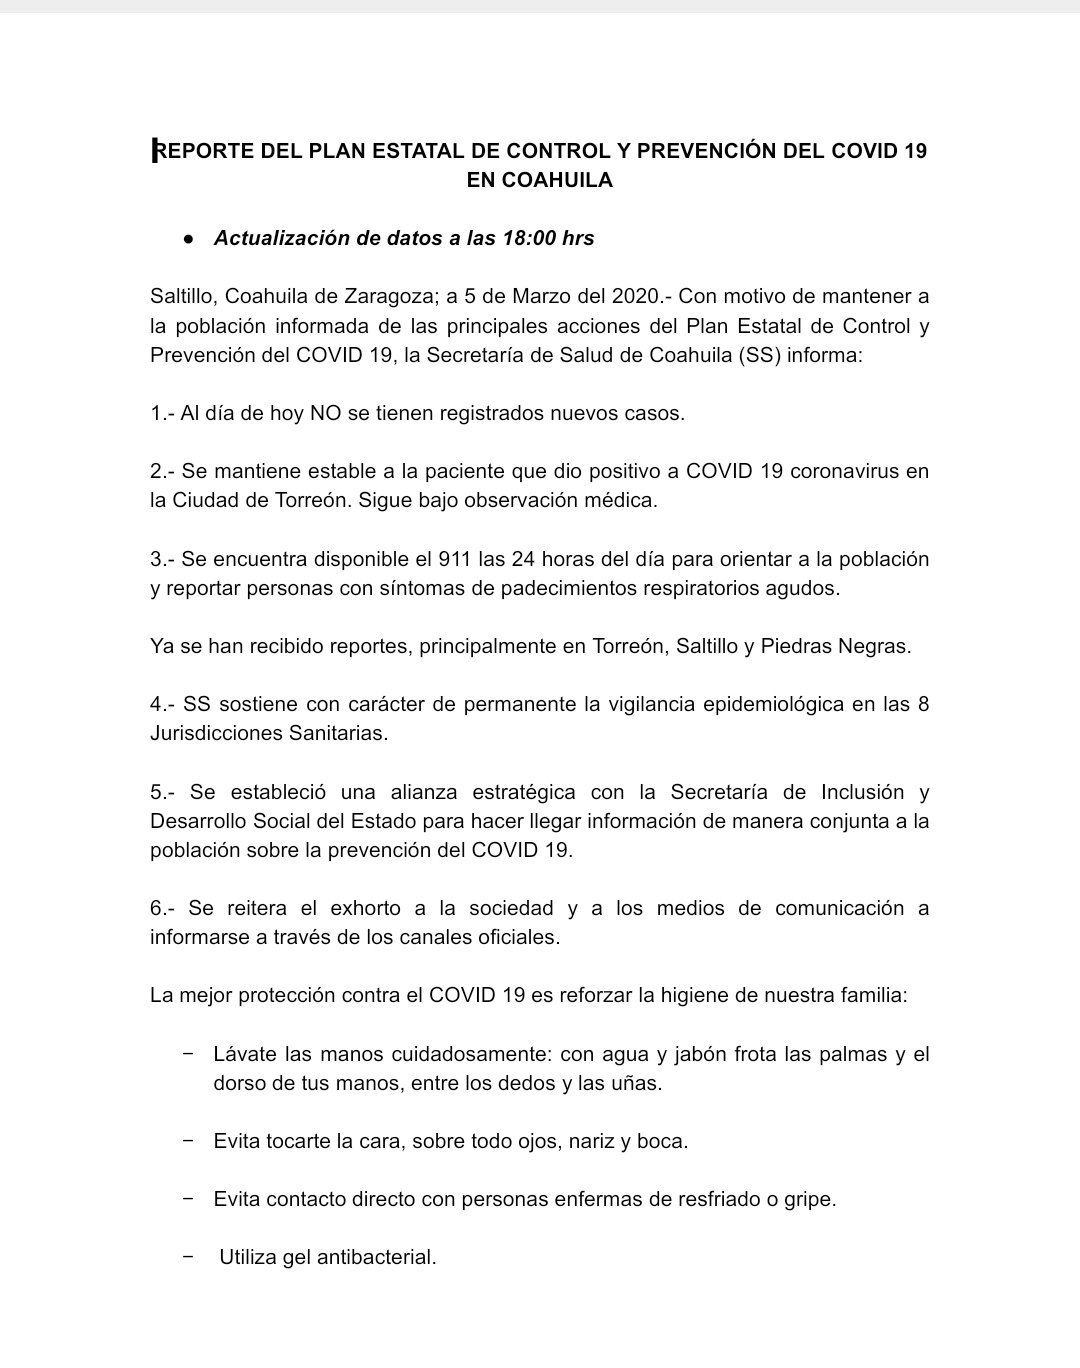 REPORTE DEL PLAN ESTATAL DE CONTROL Y PREVENCIÓN DEL COVID 19
EN COAHUILA
● Actualización de datos a las 18:00 hrs
Saltillo, Coahuila de Zaragoza; a 5 de Marzo del 2020.- Con motivo de mantener a
la población informada de las principales acciones del Plan Estatal de Control y
Prevención del COVID 19, la Secretaría de Salud de Coahuila (SS) informa:
1.- Al día de hoy NO se tienen registrados nuevos casos.
2.- Se mantiene estable a la paciente que dio positivo a COVID 19 coronavirus en
la Ciudad de Torreón. Sigue bajo observación médica.
3.- Se encuentra disponible el 911 las 24 horas del día para orientar a la población
y reportar personas con síntomas de padecimientos respiratorios agudos.
Ya se han recibido reportes, principalmente en Torreón, Saltillo y Piedras Negras.
4.- SS sostiene con carácter de permanente la vigilancia epidemiológica en las 8
Jurisdicciones Sanitarias.
5.- Se estableció una alianza estratégica con la Secretaría de Inclusión y
Desarrollo Social del Estado para hacer llegar información de manera conjunta a la
población sobre la prevención del COVID 19.
6.- Se reitera el exhorto a la sociedad y a los medios de comunicación a
informarse a través de los canales oficiales.
La mejor protección contra el COVID 19 es reforzar la higiene de nuestra familia:
− Lávate las manos cuidadosamente: con agua y jabón frota las palmas y el
dorso de tus manos, entre los dedos y las uñas.
− Evita tocarte la cara, sobre todo ojos, nariz y boca.
− Evita contacto directo con personas enfermas de resfriado o gripe.
− Utiliza gel antibacterial.